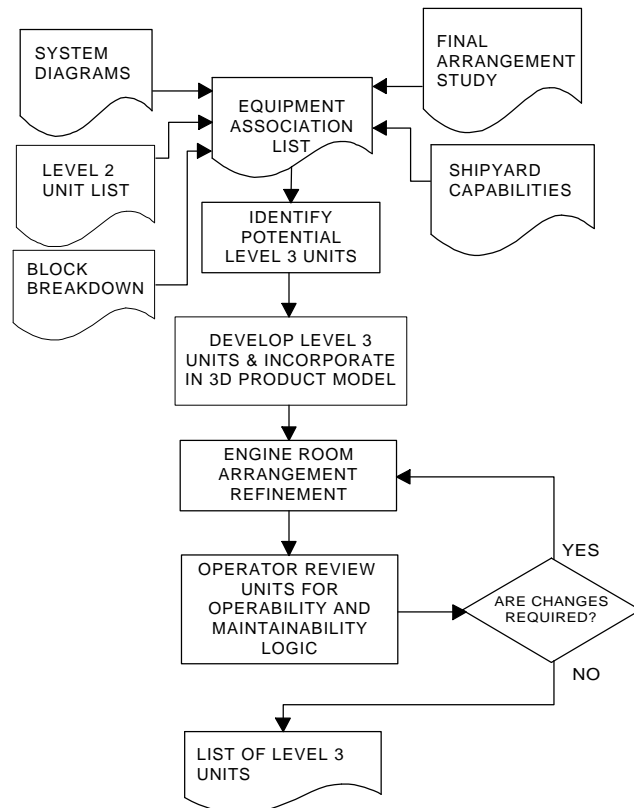 SYSTEM
DIAGRAMS
FINAL
ARRANGEMENT
STUDY
EQUIPMENT
ASSOCIATION
LIST
LEVEL 2
UNIT LIST
SHIPYARD
CAPABILITIES
BLOCK
BREAKDOWN
IDENTIFY
POTENTIAL
LEVEL 3 UNITS
DEVELOP LEVEL 3
UNITS & INCORPORATE
IN 3D PRODUCT MODEL
ENGINE ROOM
ARRANGEMENT
REFINEMENT
OPERATOR REVIEW
UNITS FOR
OPERABILITY AND
MAINTAINABILITY
LOGIC
YES
ARE CHANGES
REQUIRED?
NO
LIST OF LEVEL 3
UNITS